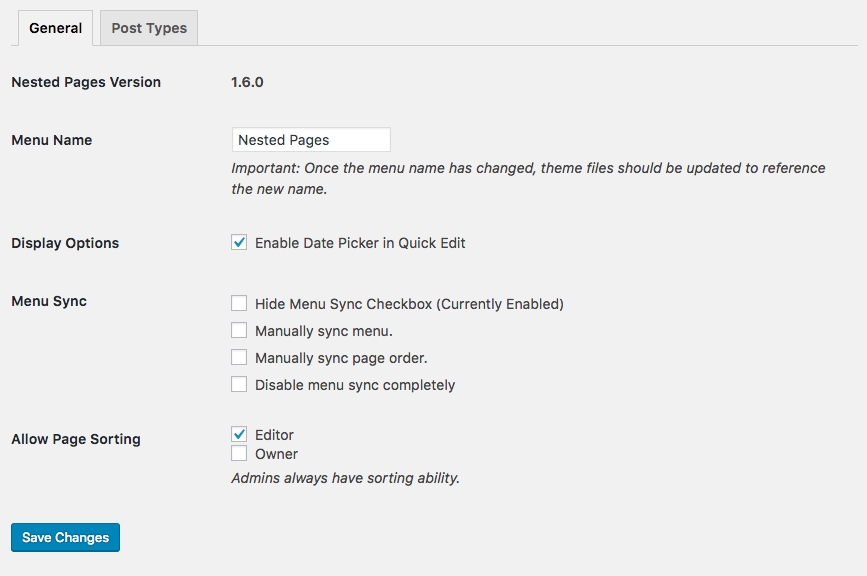 General
Post Types
Nested Pages Version
1.6.0
Menu Name
Nested Pages
Important: Once the menu name has changed, theme files should be updated to reference
the new name.
Display Options
Enable Date Picker in Quick Edit
Menu Sync
Hide Menu Sync Checkbox (Currently Enabled)
Manually sync menu.
Manually sync page order.
Disable menu sync completely
Allow Page Sorting
Editor
Owner
Admins always have sorting ability.
Save Changes